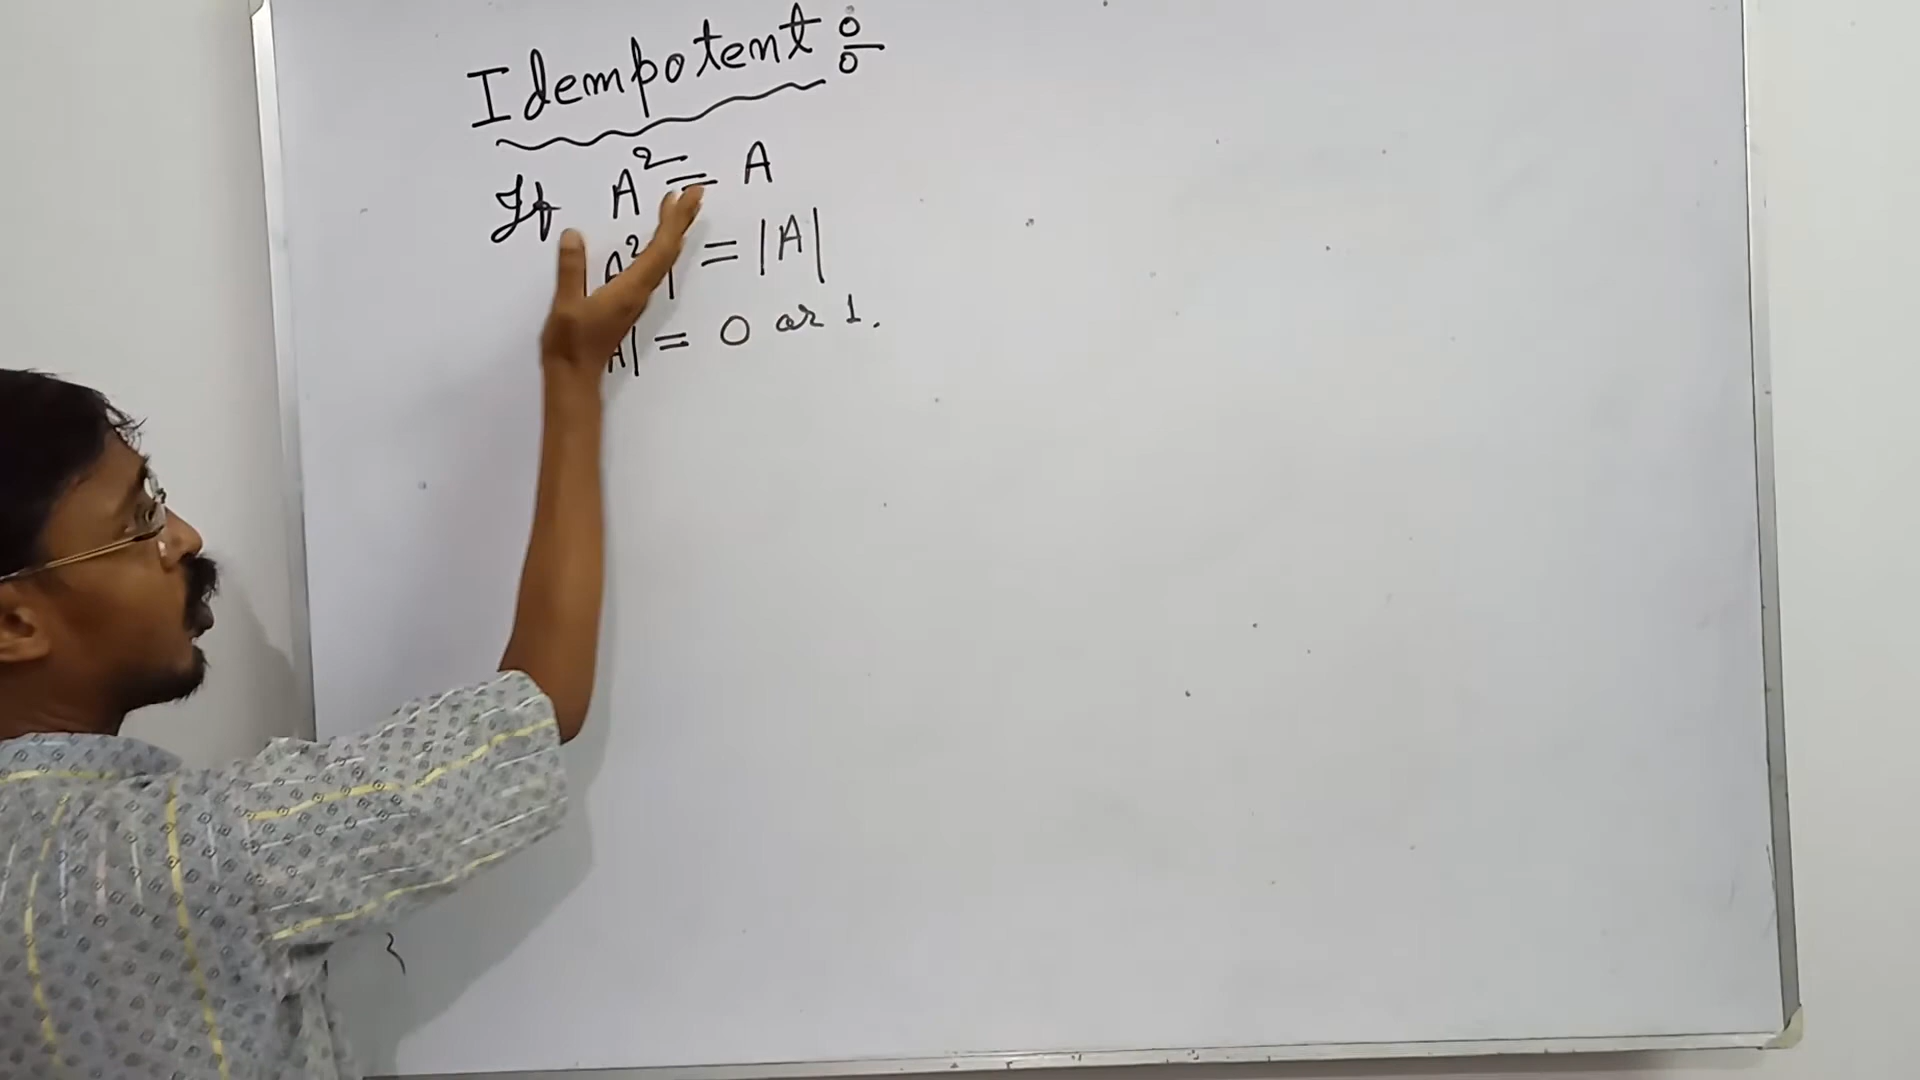 Idempotent :-
If A² = A
|A²| = |A|
|A| = 0 or 1.